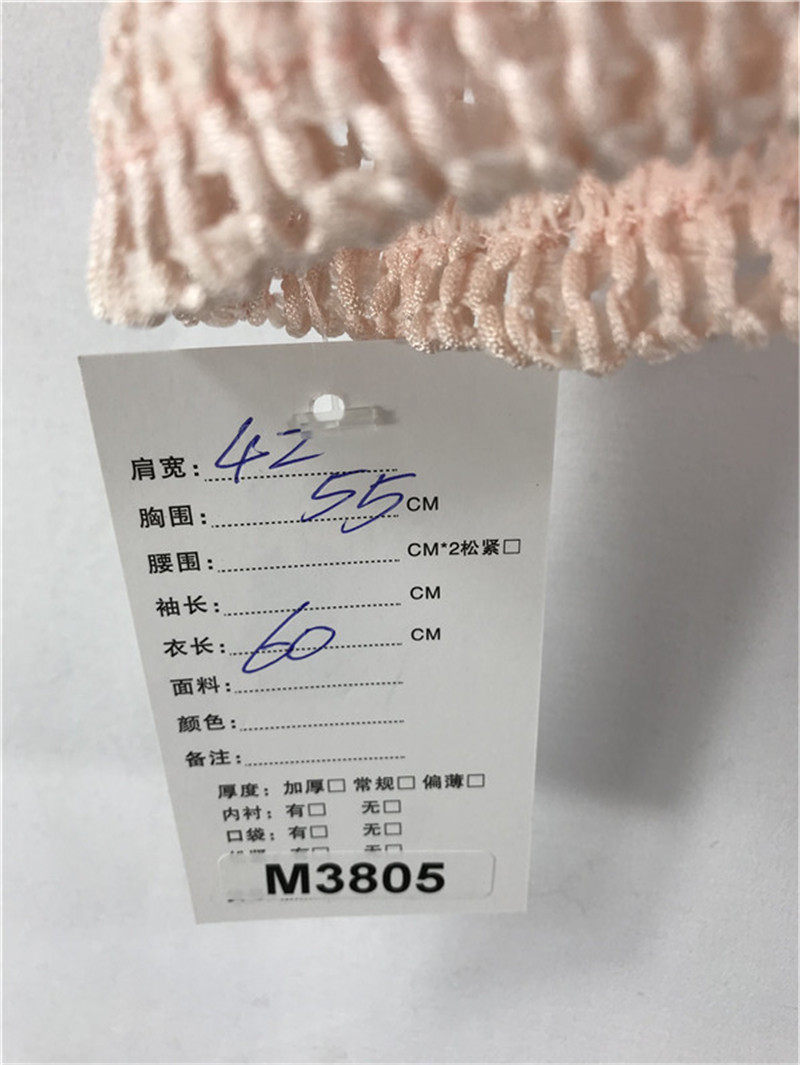 肩宽: 42
胸围: 55 CM
腰围: CM*2松紧□
袖长: CM
衣长: 60 CM
面料:
颜色:
备注:
厚度: 加厚□ 常规□ 偏薄□
内衬: 有□ 无□
口袋: 有□ 无□
M3805